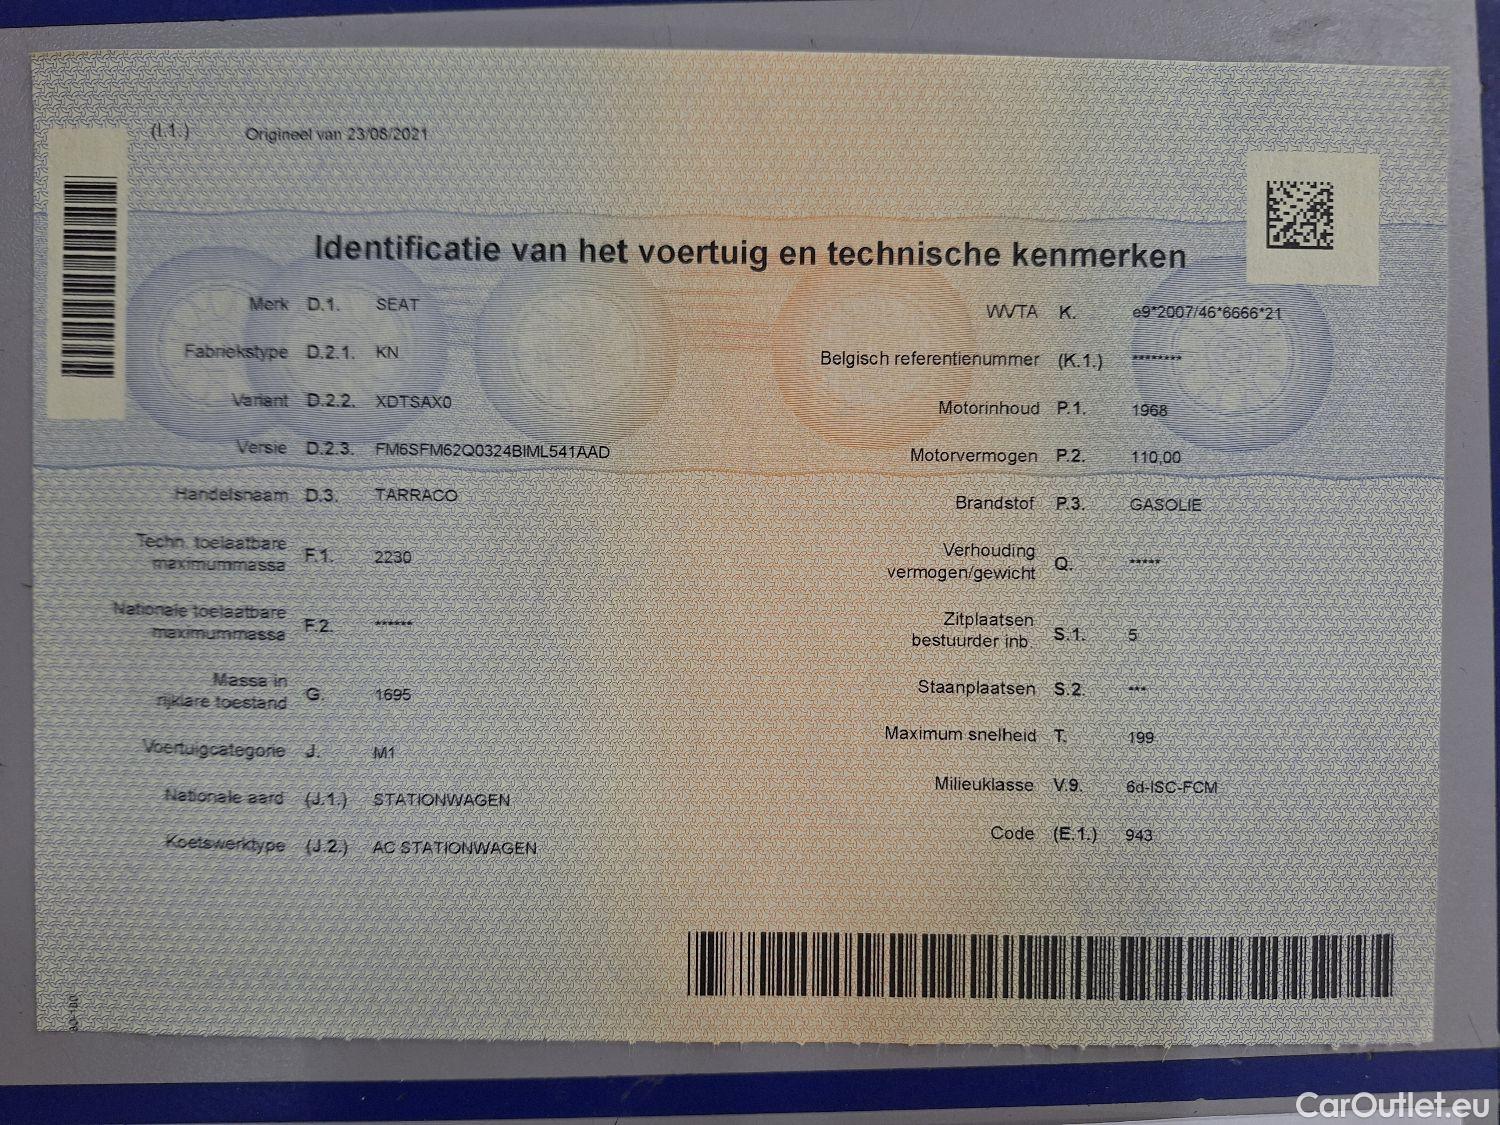 (I.1.) Origineel van 23/08/2021
Identificatie van het voertuig en technische kenmerken
Merk D.1. SEAT
Fabriekstype D.2.1. KN
Variant D.2.2. XDTSAX0
Versie D.2.3. FM6SFM62Q0324BIML541AAD
Handelsnaam D.3. TARRACO
Techn. toelaatbare
maximummassa F.1. 2230
Nationale toelaatbare
maximummassa F.2. ******
Massa in
rijklare toestand G. 1695
Voertuigcategorie J. M1
Nationale aard (J.1.) STATIONWAGEN
Koetswerktype (J.2.) AC STATIONWAGEN
WVTA K. e9*2007/46*6666*21
Belgisch referentienummer (K.1.) ********
Motorinhoud P.1. 1968
Motorvermogen P.2. 110,00
Brandstof P.3. GASOLIE
Verhouding
vermogen/gewicht Q. *****
Zitplaatsen
bestuurder inb. S.1. 5
Staanplaatsen S.2. ***
Maximum snelheid T. 199
Milieuklasse V.9. 6d-ISC-FCM
Code (E.1.) 943
CarOutlet.eu